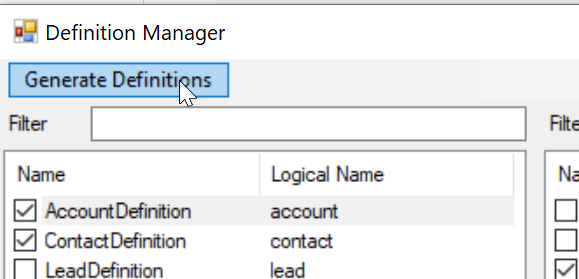 Definition Manager
Generate Definitions
Filter
Filte
Name Logical Name Na
AccountDefinition account
ContactDefinition contact
LeadDefinition lead